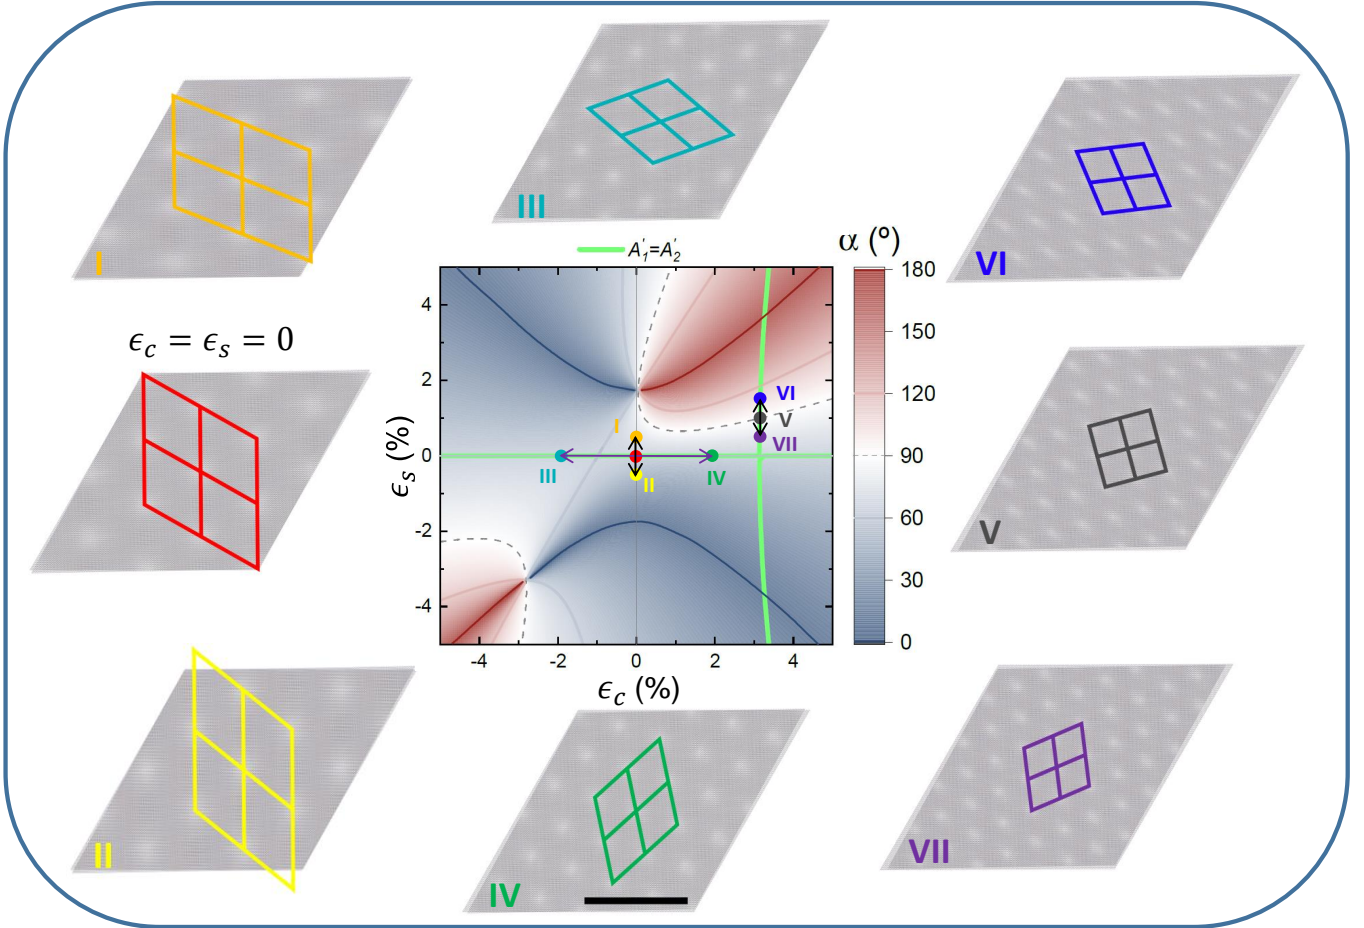 III
I
VI
A'₁=A'₂
α (º)
ϵc = ϵs = 0
180
150
120
90
60
30
0
4
2
0
-2
-4
ϵs (%)
I
VI
V
VII
III
II
IV
-4
-2
0
2
4
ϵc (%)
V
II
IV
VII